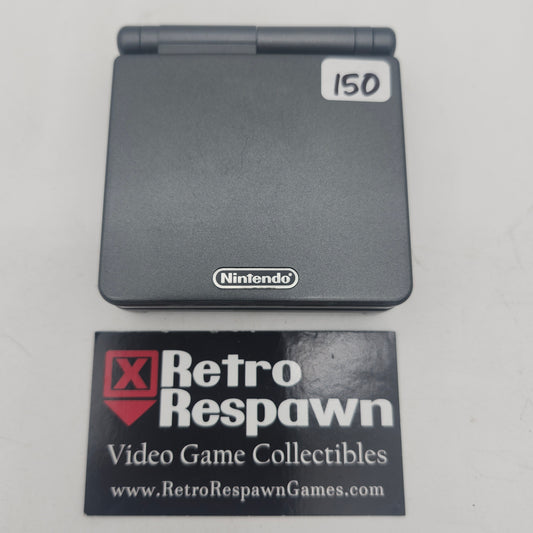 150
Nintendo®
X Retro
Respawn
Video Game Collectibles
www.RetroRespawnGames.com